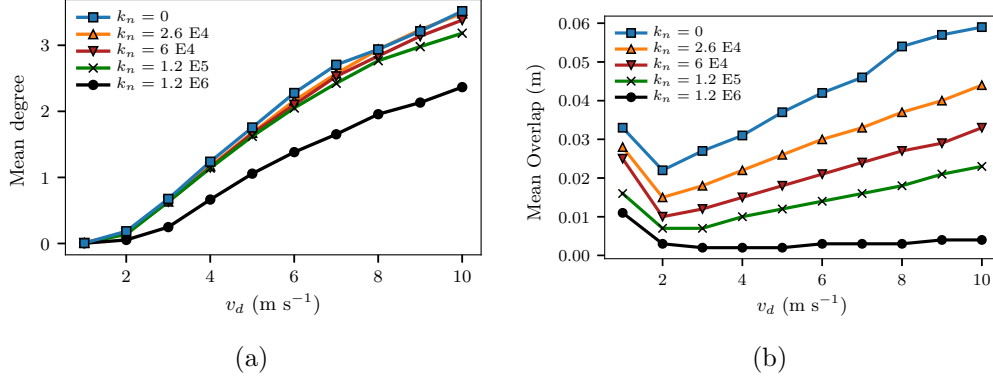 Mean degree
3
2
1
0
k_n = 0
k_n = 2.6 E4
k_n = 6 E4
k_n = 1.2 E5
k_n = 1.2 E6
2 4 6 8 10
v_d (m s⁻¹)
(a)
Mean Overlap (m)
0.06
0.05
0.04
0.03
0.02
0.01
0.00
k_n = 0
k_n = 2.6 E4
k_n = 6 E4
k_n = 1.2 E5
k_n = 1.2 E6
2 4 6 8 10
v_d (m s⁻¹)
(b)